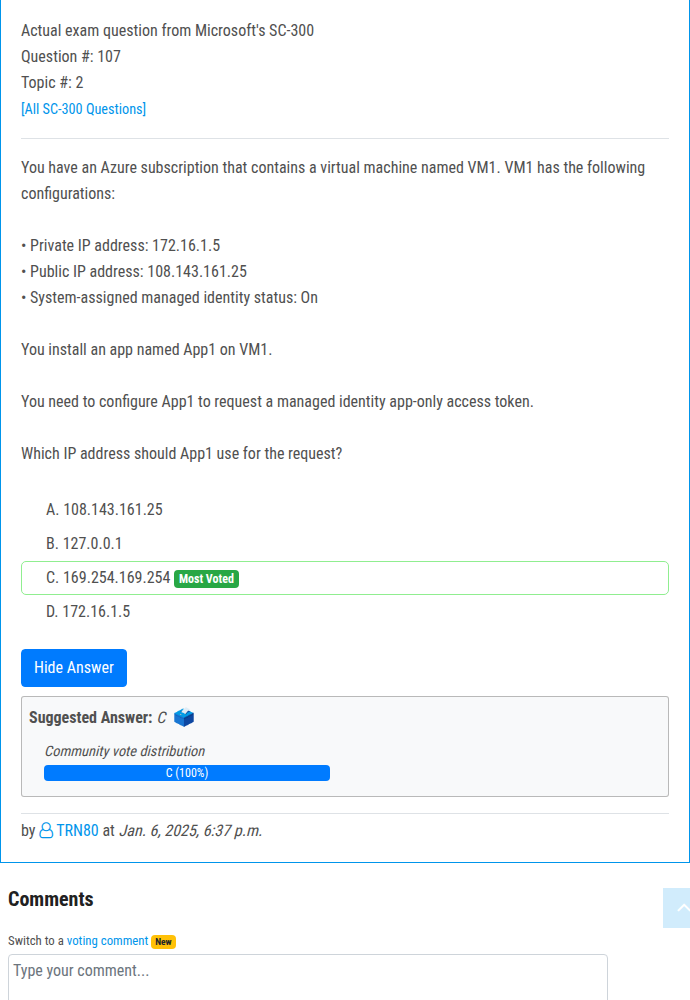 Actual exam question from Microsoft's SC-300
Question #: 107
Topic #: 2
[All SC-300 Questions]
You have an Azure subscription that contains a virtual machine named VM1. VM1 has the following
configurations:
• Private IP address: 172.16.1.5
• Public IP address: 108.143.161.25
• System-assigned managed identity status: On
You install an app named App1 on VM1.
You need to configure App1 to request a managed identity app-only access token.
Which IP address should App1 use for the request?
A. 108.143.161.25
B. 127.0.0.1
C. 169.254.169.254 Most Voted
D. 172.16.1.5
Hide Answer
Suggested Answer: C
Community vote distribution
C (100%)
by TRN80 at Jan. 6, 2025, 6:37 p.m.
Comments
Switch to a voting comment New
Type your comment...